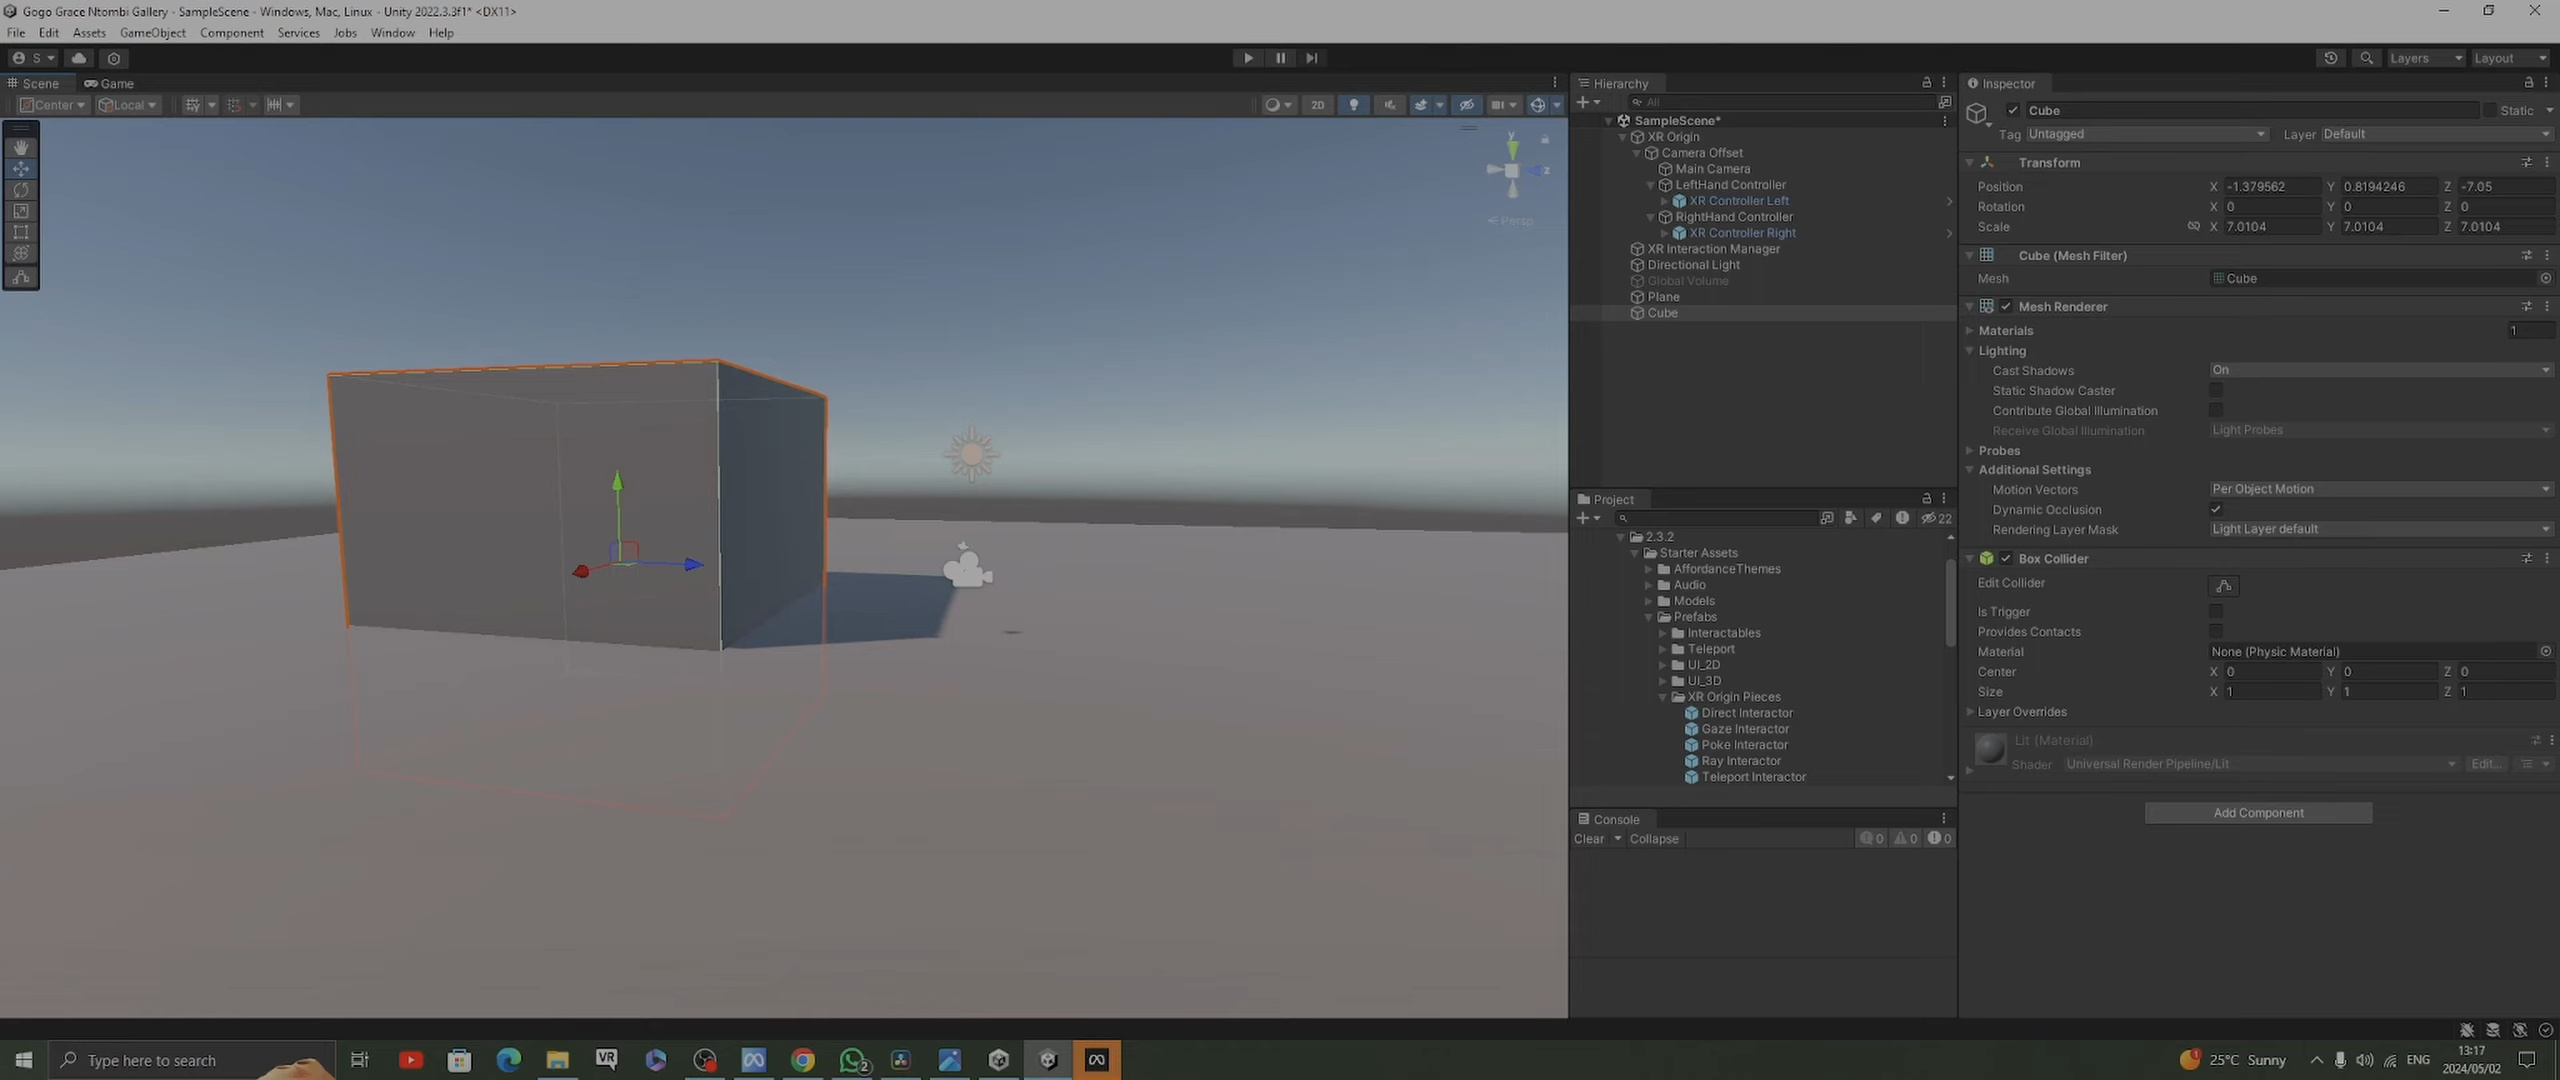 Gogo Grace Ntombi Gallery - SampleScene - Windows, Mac, Linux - Unity 2022.3.3f1* <DX11>
File Edit Assets GameObject Component Services Jobs Window Help
S
Layers Layout
Scene Game
Center Local
2D
y
z
Persp
Hierarchy
All
SampleScene*
XR Origin
Camera Offset
Main Camera
LeftHand Controller
XR Controller Left
RightHand Controller
XR Controller Right
XR Interaction Manager
Directional Light
Global Volume
Plane
Cube
Project
22
2.3.2
Starter Assets
AffordanceThemes
Audio
Models
Prefabs
Interactables
Teleport
UI_2D
UI_3D
XR Origin Pieces
Direct Interactor
Gaze Interactor
Poke Interactor
Ray Interactor
Teleport Interactor
Console
Clear Collapse 0 0 0
Inspector
Cube Static
Tag Untagged Layer Default
Transform
Position X -1.379562 Y 0.8194246 Z -7.05
Rotation X 0 Y 0 Z 0
Scale X 7.0104 Y 7.0104 Z 7.0104
Cube (Mesh Filter)
Mesh Cube
Mesh Renderer
Materials 1
Lighting
Cast Shadows On
Static Shadow Caster
Contribute Global Illumination
Receive Global Illumination Light Probes
Probes
Additional Settings
Motion Vectors Per Object Motion
Dynamic Occlusion
Rendering Layer Mask Light Layer default
Box Collider
Edit Collider
Is Trigger
Provides Contacts
Material None (Physic Material)
Center X 0 Y 0 Z 0
Size X 1 Y 1 Z 1
Layer Overrides
Lit (Material)
Shader Universal Render Pipeline/Lit Edit...
Add Component
Type here to search
VR
2
1
25°C Sunny
ENG
13:17
2024/05/02